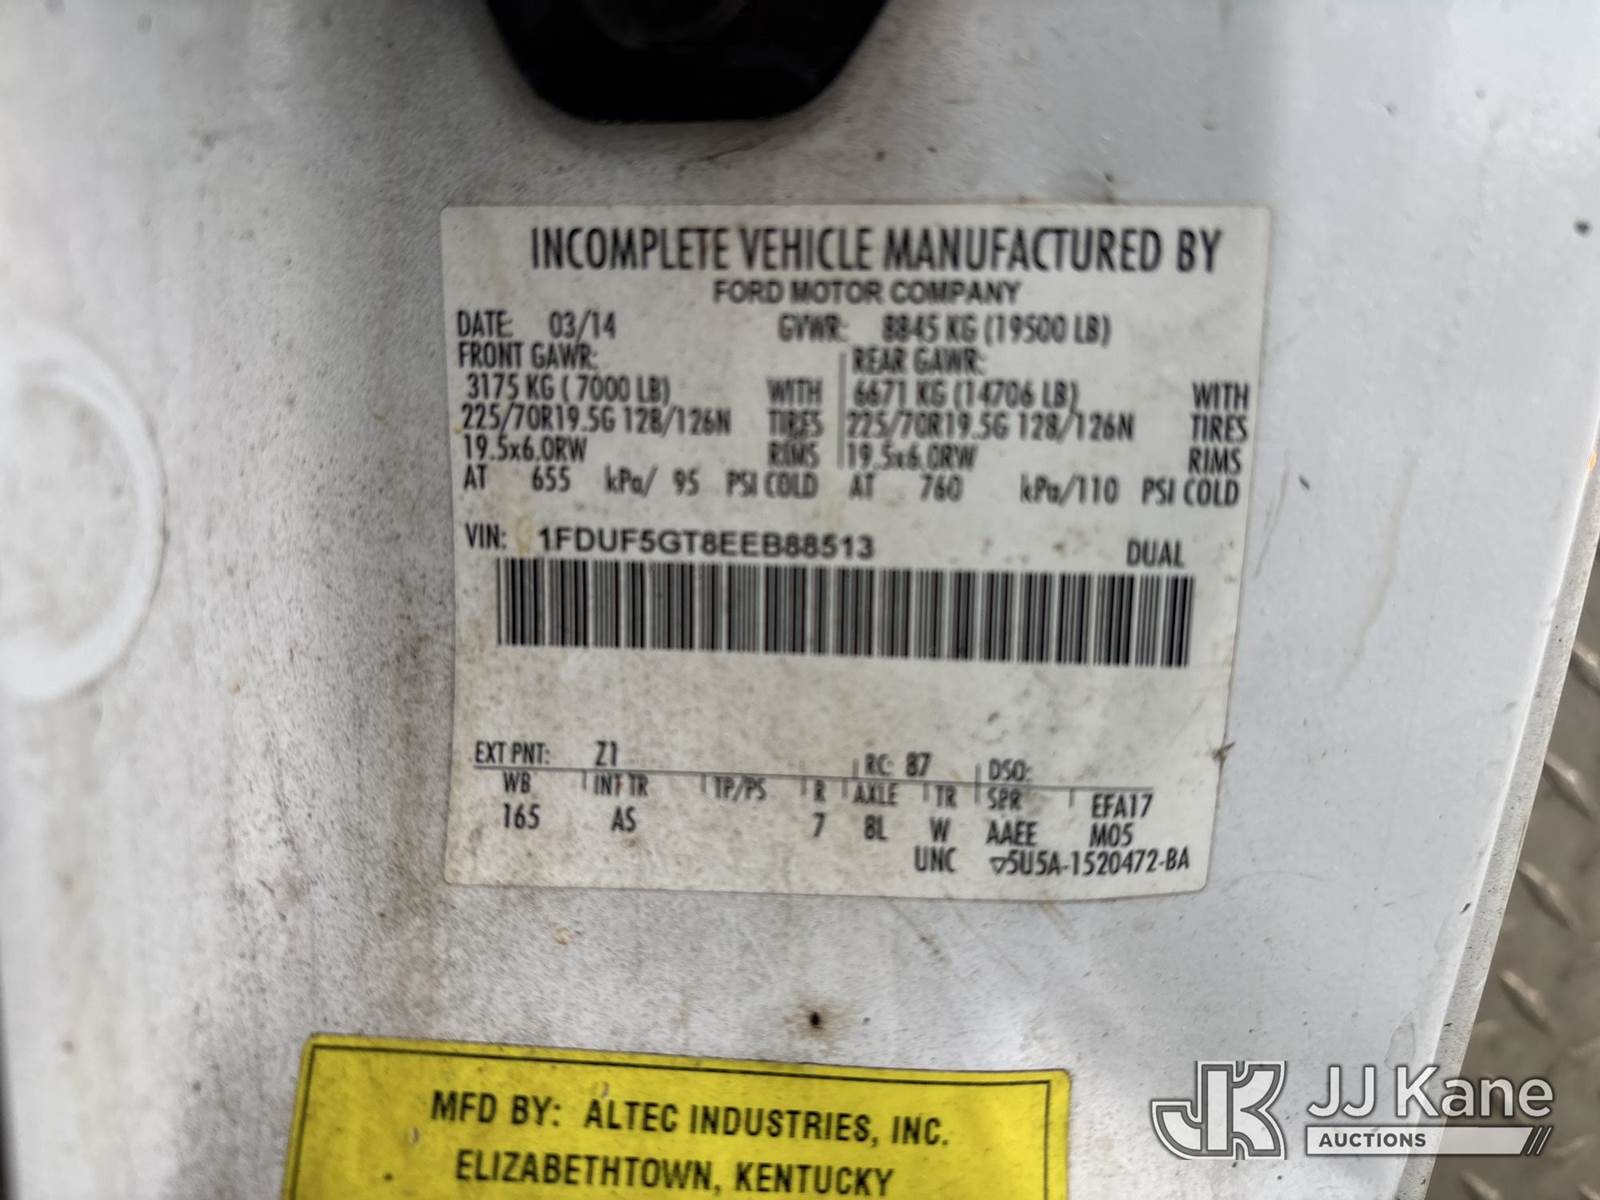 INCOMPLETE VEHICLE MANUFACTURED BY
FORD MOTOR COMPANY
DATE: 03/14 GVWR: 8845 KG (19500 LB)
FRONT GAWR: REAR GAWR:
3175 KG ( 7000 LB) WITH 6671 KG (14706 LB) WITH
225/70R19.5G 128/126N TIRES 225/70R19.5G 128/126N TIRES
19.5x6.0RW RIMS 19.5x6.0RW RIMS
AT 655 kPa/ 95 PSI COLD AT 760 kPa/110 PSI COLD
VIN: 1FDUF5GT8EEB88513 DUAL
EXT PNT: Z1 RC: 87 DSO:
WB INT TR TP/PS R AXLE TR SPR EFA17
165 AS 7 8L W AAEE M05
UNC ▽5U5A-1520472-BA
MFD BY: ALTEC INDUSTRIES, INC.
ELIZABETHTOWN, KENTUCKY
JK JJ Kane
AUCTIONS